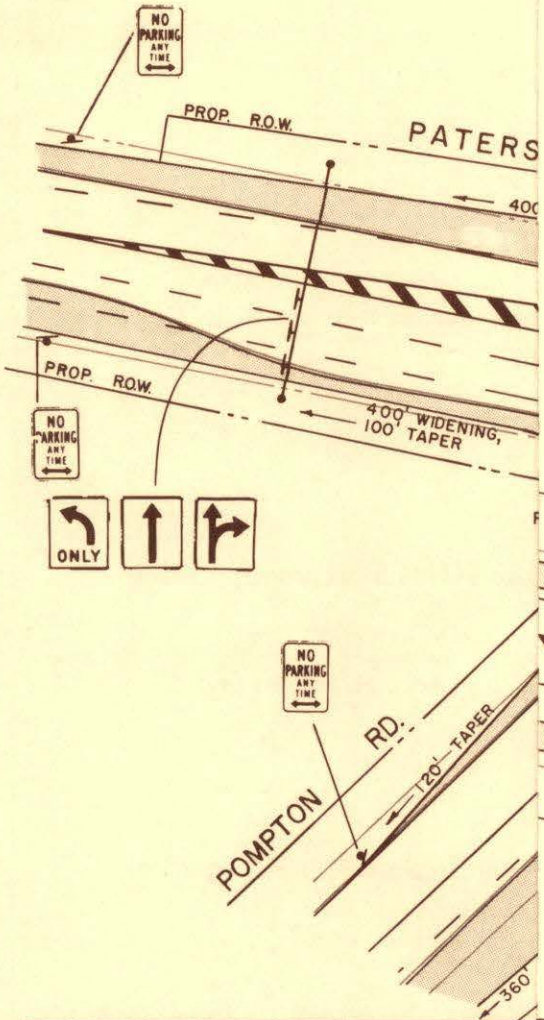 NO
PARKING
ANY
TIME
PROP. R.O.W.
PATERS
400
PROP. R.O.W.
400' WIDENING,
100' TAPER
NO
PARKING
ANY
TIME
ONLY
NO
PARKING
ANY
TIME
POMPTON RD.
120' TAPER
360'